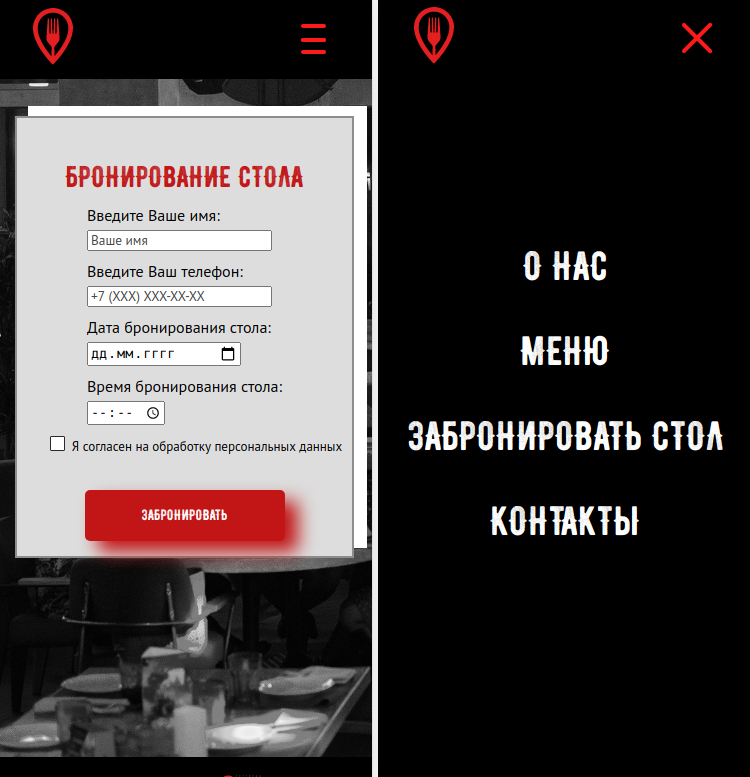 БРОНИРОВАНИЕ СТОЛА
Введите Ваше имя:
Ваше имя
Введите Ваш телефон:
+7 (XXX) XXX-XX-XX
Дата бронирования стола:
дд.мм.гггг
Время бронирования стола:
--:--
Я согласен на обработку персональных данных
ЗАБРОНИРОВАТЬ
О НАС
МЕНЮ
ЗАБРОНИРОВАТЬ СТОЛ
КОНТАКТЫ